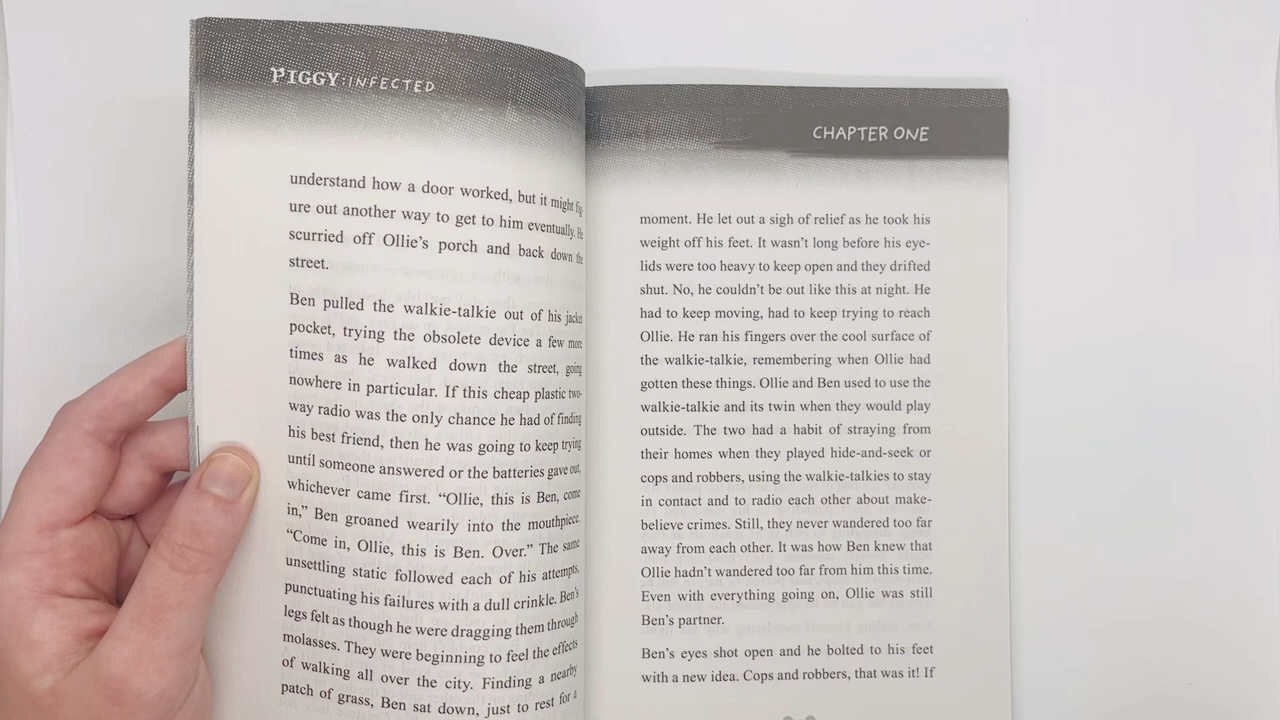 PIGGY: INFECTED
understand how a door worked, but it might fig-
ure out another way to get to him eventually. He
scurried off Ollie's porch and back down the
street.
Ben pulled the walkie-talkie out of his jacket
pocket, trying the obsolete device a few more
times as he walked down the street, going
nowhere in particular. If this cheap plastic two-
way radio was the only chance he had of finding
his best friend, then he was going to keep trying
until someone answered or the batteries gave out,
whichever came first. “Ollie, this is Ben, come
in,” Ben groaned wearily into the mouthpiece.
“Come in, Ollie, this is Ben. Over.” The same
unsettling static followed each of his attempts,
punctuating his failures with a dull crinkle. Ben's
legs felt as though he were dragging them through
molasses. They were beginning to feel the effects
of walking all over the city. Finding a nearby
patch of grass, Ben sat down, just to rest for a
CHAPTER ONE
moment. He let out a sigh of relief as he took his
weight off his feet. It wasn't long before his eye-
lids were too heavy to keep open and they drifted
shut. No, he couldn't be out like this at night. He
had to keep moving, had to keep trying to reach
Ollie. He ran his fingers over the cool surface of
the walkie-talkie, remembering when Ollie had
gotten these things. Ollie and Ben used to use the
walkie-talkie and its twin when they would play
outside. The two had a habit of straying from
their homes when they played hide-and-seek or
cops and robbers, using the walkie-talkies to stay
in contact and to radio each other about make-
believe crimes. Still, they never wandered too far
away from each other. It was how Ben knew that
Ollie hadn't wandered too far from him this time.
Even with everything going on, Ollie was still
Ben's partner.
Ben's eyes shot open and he bolted to his feet
with a new idea. Cops and robbers, that was it! If